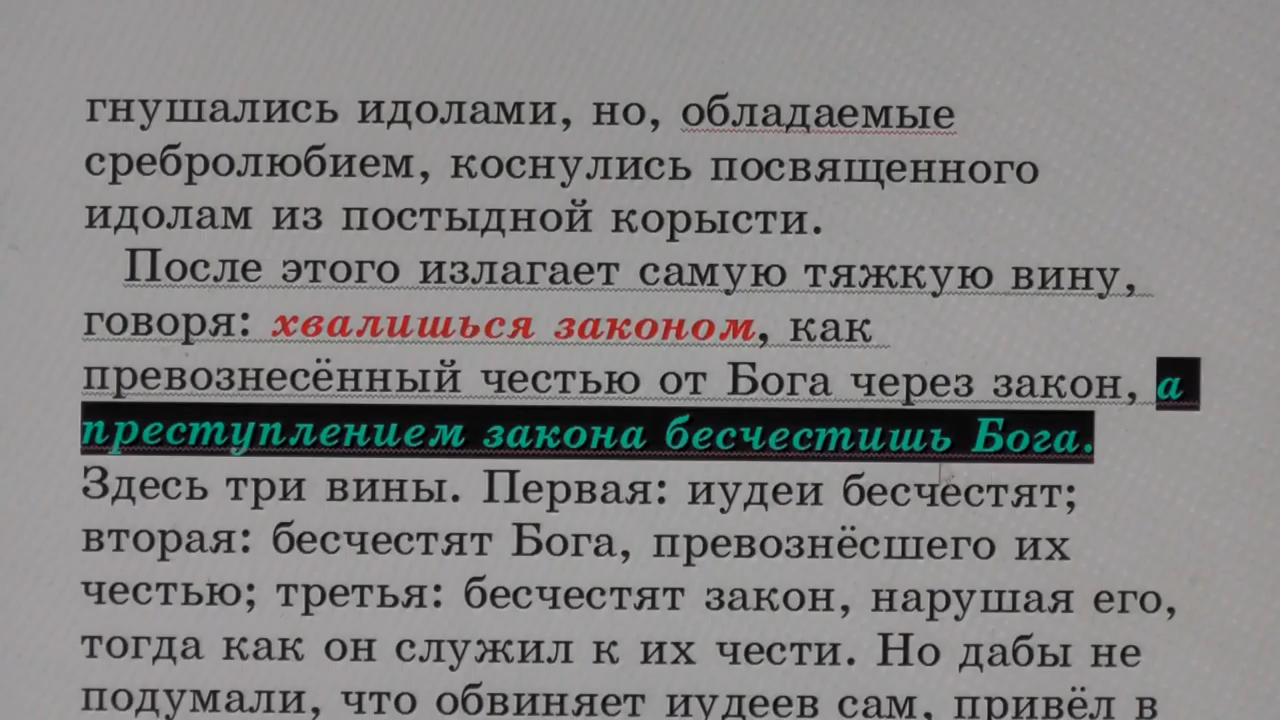 гнушались идолами, но, обладаемые
сребролюбием, коснулись посвященного
идолам из постыдной корысти.
После этого излагает самую тяжкую вину,
говоря: хвалишься законом, как
превознесённый честью от Бога через закон, а
преступлением закона бесчестишь Бога.
Здесь три вины. Первая: иудеи бесчестят;
вторая: бесчестят Бога, превознёсшего их
честью; третья: бесчестят закон, нарушая его,
тогда как он служил к их чести. Но дабы не
подумали, что обвиняет иудеев сам, привёл в